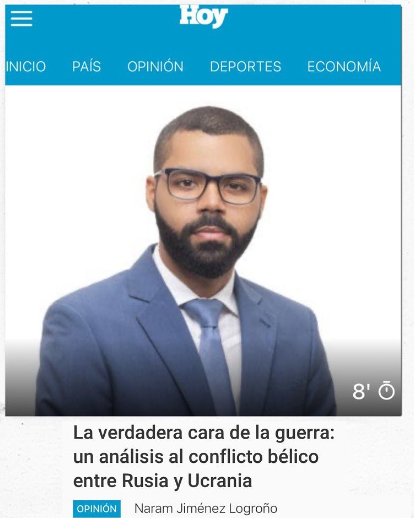 Hoy
INICIO PAÍS OPINIÓN DEPORTES ECONOMÍA
8'
La verdadera cara de la guerra:
un análisis al conflicto bélico
entre Rusia y Ucrania
OPINIÓN Naram Jiménez Logroño